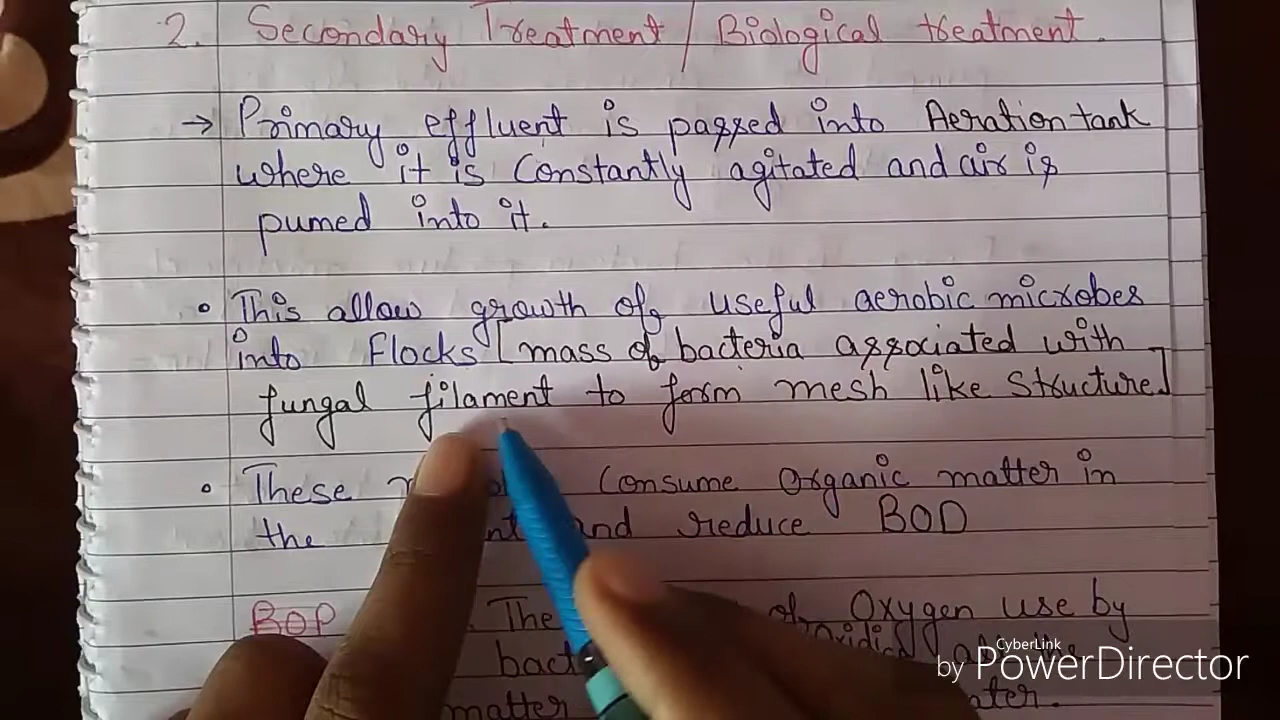 2. Secondary Treatment / Biological treatment.
→ Primary effluent is passed into Aeration tank
where it is Constantly agitated and air is
pumed into it.
• This allow growth of useful aerobic microbes
into Flocks [mass of bacteria associated with
fungal filament to form mesh like structure]
• These Consume Organic matter in
the and reduce BOD
BOD The of Oxygen use by
matter
CyberLink
by PowerDirector